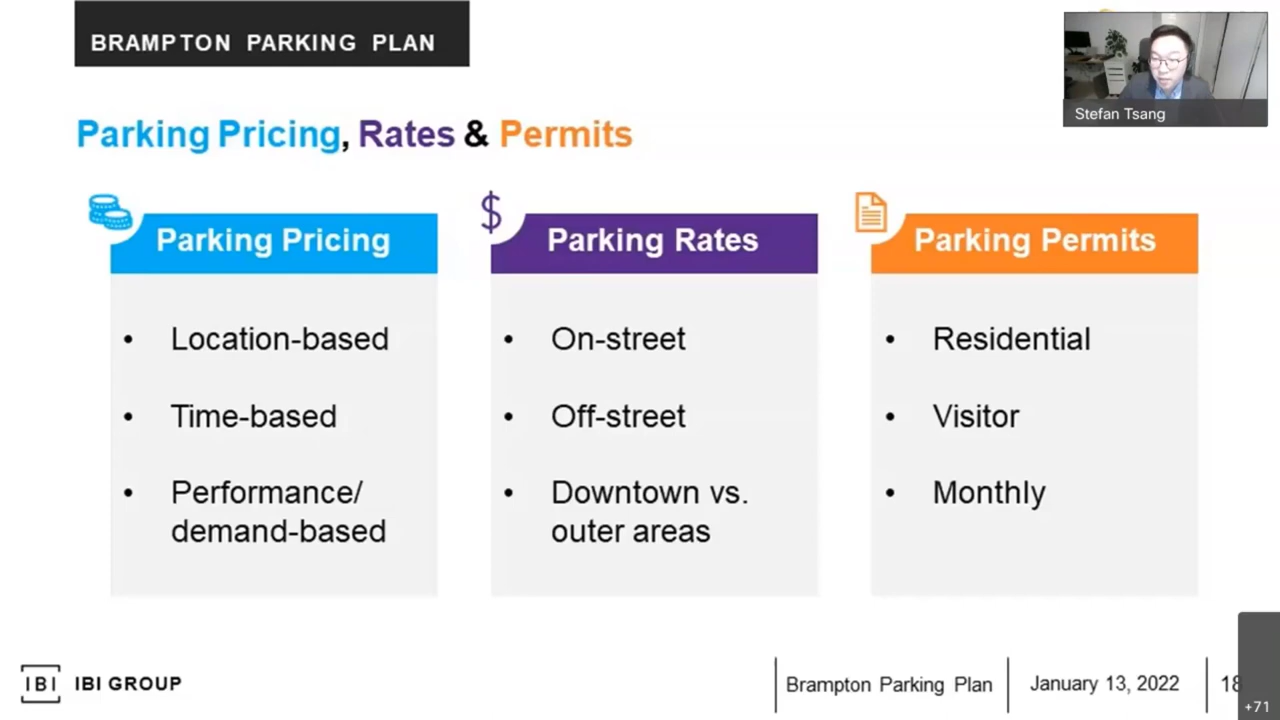 BRAMPTON PARKING PLAN
Stefan Tsang
Parking Pricing, Rates & Permits
$
Parking Pricing
Location-based
Time-based
Performance/
demand-based
Parking Rates
On-street
Off-street
Downtown vs.
outer areas
Parking Permits
Residential
Visitor
Monthly
IBI IBI GROUP
Brampton Parking Plan
January 13, 2022
18
+71